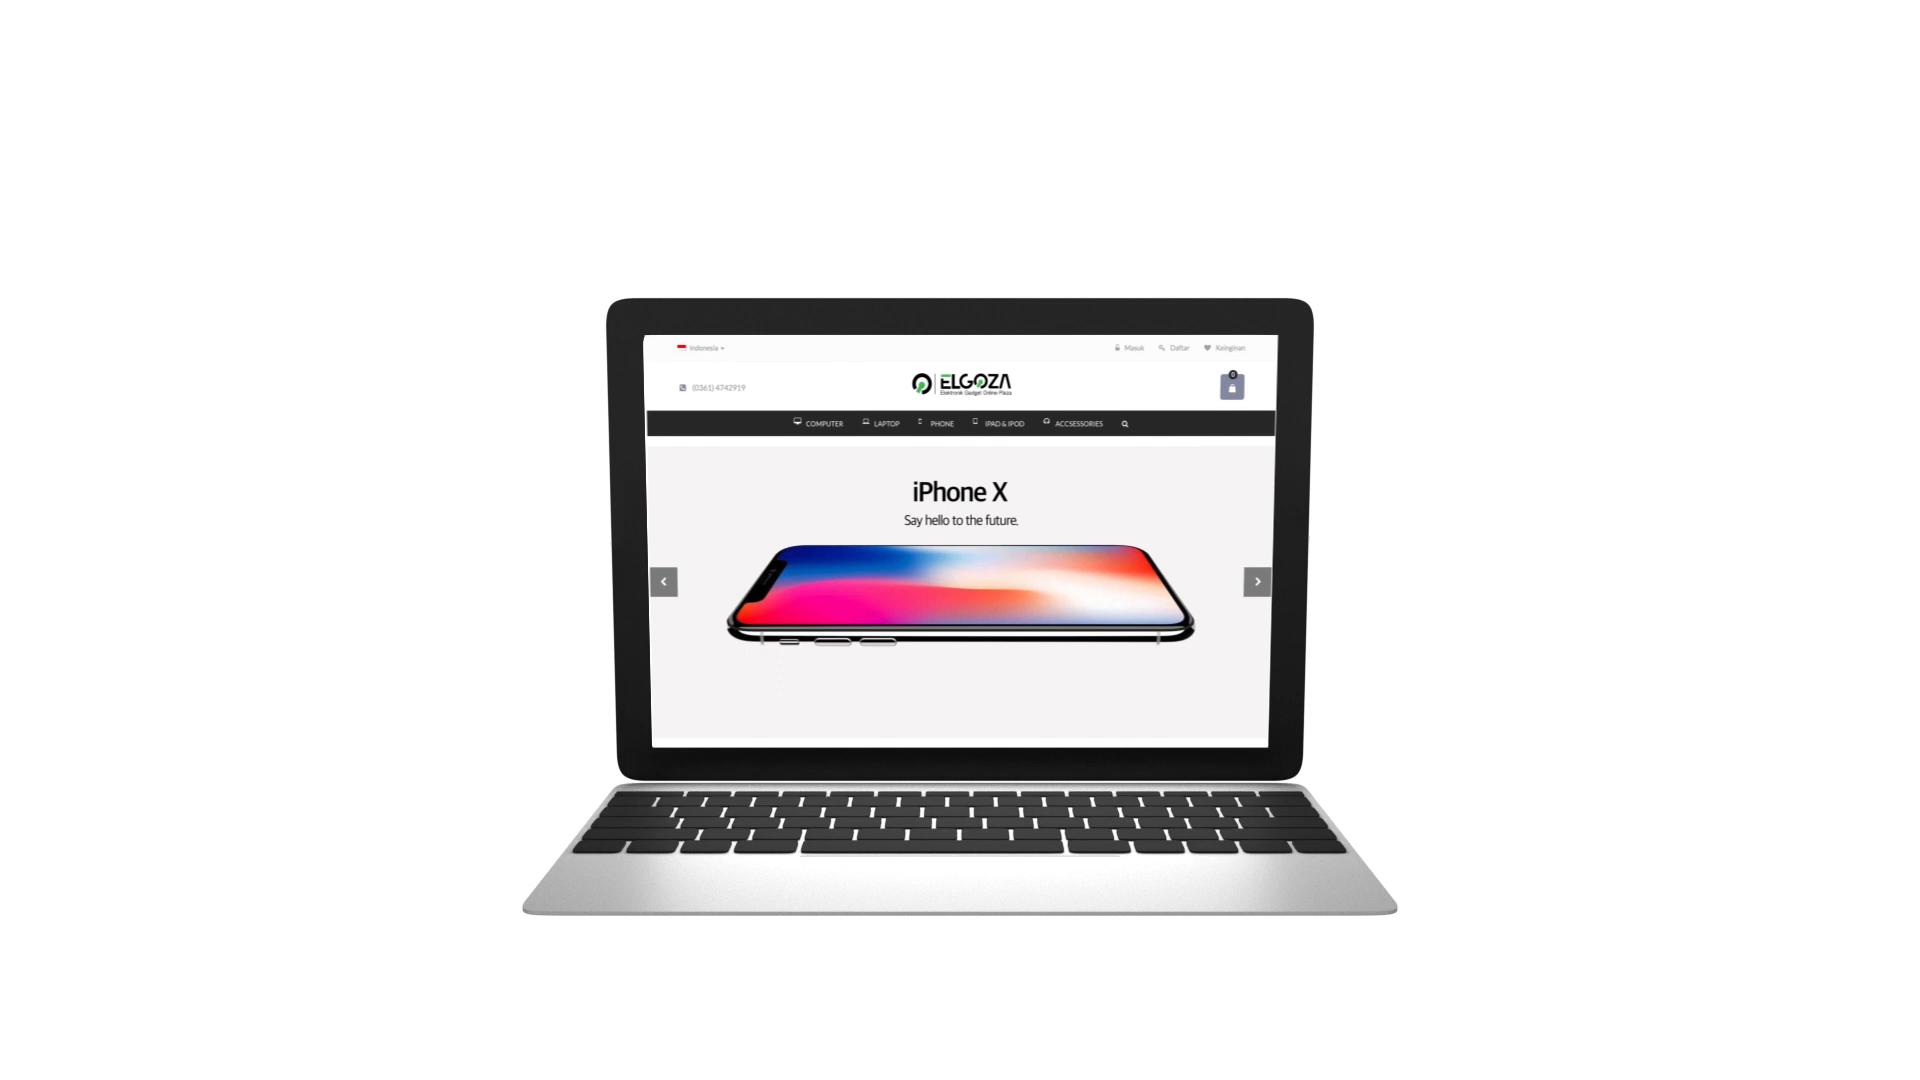 Indonesia
Masuk
Daftar
Keinginan
(0361) 4742919
ELGOZA
Elektronik Gadget Online Plaza
0
COMPUTER
LAPTOP
PHONE
IPAD & IPOD
ACCSESSORIES
iPhone X
Say hello to the future.